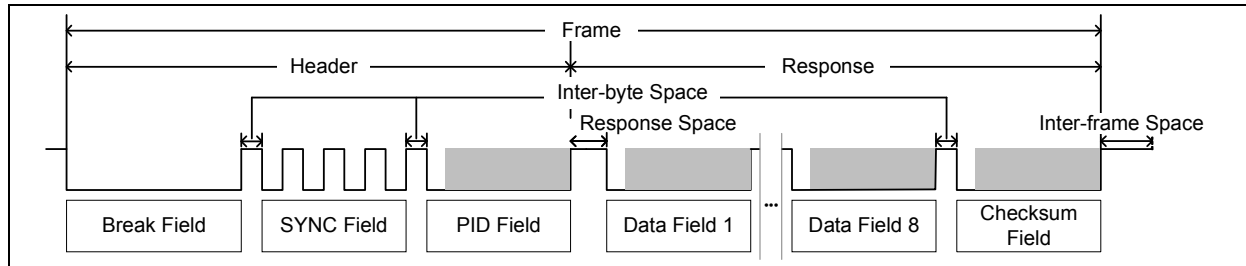 Frame
Header
Response
Inter-byte Space
Response Space
Inter-frame Space
Break Field
SYNC Field
PID Field
Data Field 1
...
Data Field 8
Checksum
Field